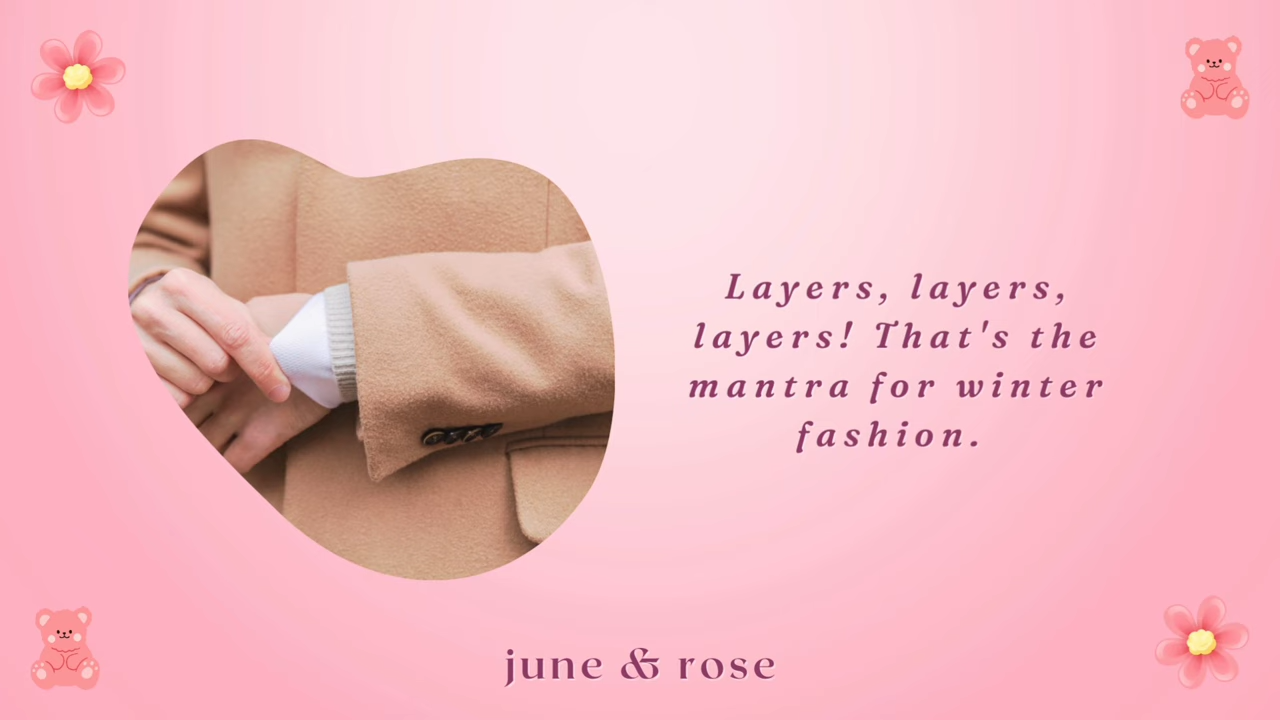 Layers, layers,
layers! That's the
mantra for winter
fashion.
june & rose